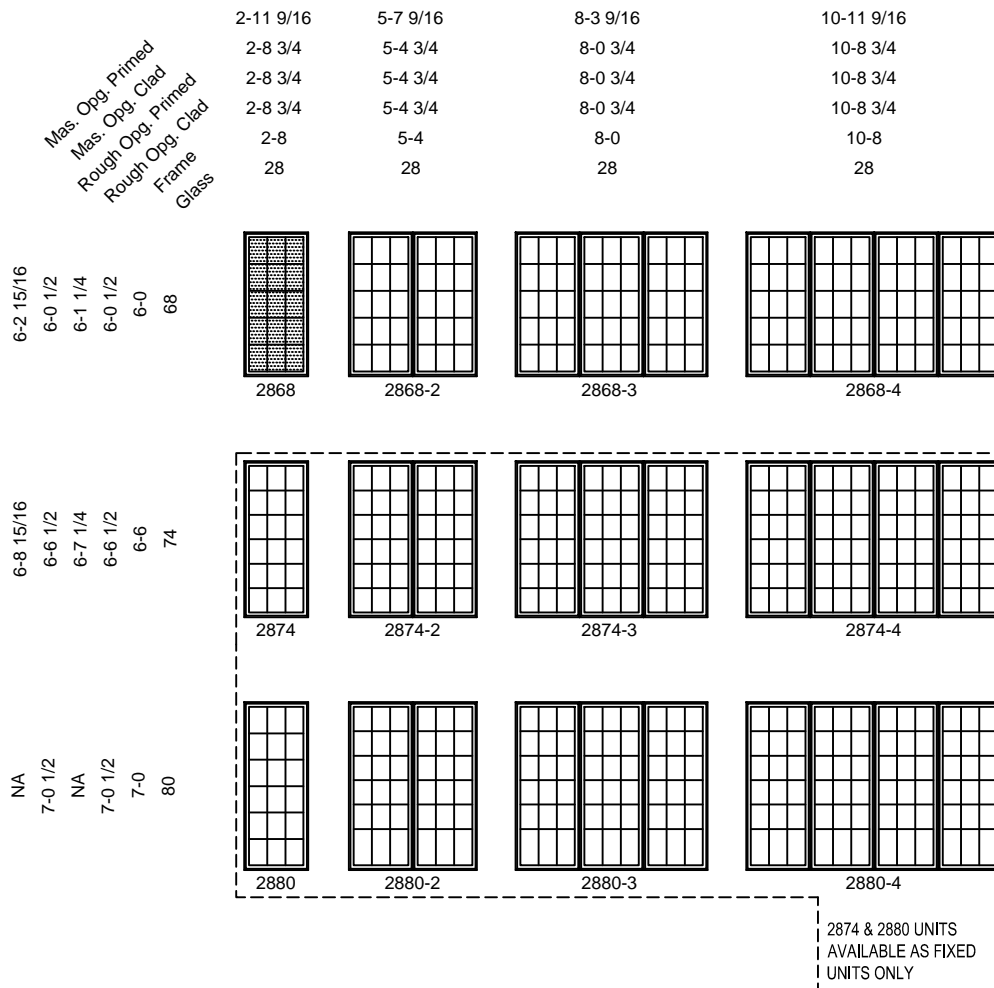 2-11 9/16 5-7 9/16 8-3 9/16 10-11 9/16
2-8 3/4 5-4 3/4 8-0 3/4 10-8 3/4
2-8 3/4 5-4 3/4 8-0 3/4 10-8 3/4
2-8 3/4 5-4 3/4 8-0 3/4 10-8 3/4
2-8 5-4 8-0 10-8
28 28 28 28
Mas. Opg. Primed
Mas. Opg. Clad
Rough Opg. Primed
Rough Opg. Clad
Frame
Glass
6-2 15/16
6-0 1/2
6-1 1/4
6-0 1/2
6-0
68
2868 2868-2 2868-3 2868-4
6-8 15/16
6-6 1/2
6-7 1/4
6-6 1/2
6-6
74
2874 2874-2 2874-3 2874-4
NA
7-0 1/2
NA
7-0 1/2
7-0
80
2880 2880-2 2880-3 2880-4
2874 & 2880 UNITS
AVAILABLE AS FIXED
UNITS ONLY